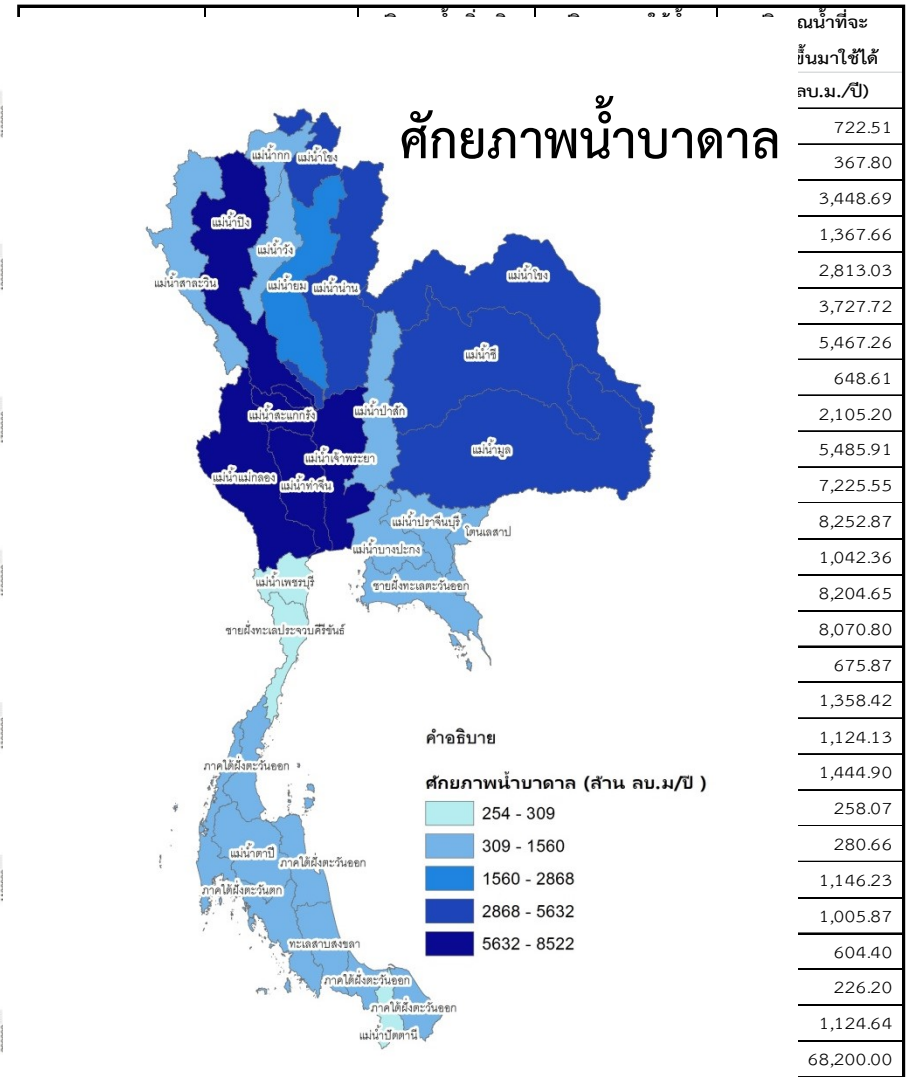 ณน้ำที่จะ
ขึ้นมาใช้ได้
ลบ.ม./ปี)
ศักยภาพน้ำบาดาล
722.51
367.80
3,448.69
1,367.66
2,813.03
3,727.72
5,467.26
648.61
2,105.20
5,485.91
7,225.55
8,252.87
1,042.36
8,204.65
8,070.80
675.87
1,358.42
1,124.13
1,444.90
258.07
280.66
1,146.23
1,005.87
604.40
226.20
1,124.64
68,200.00
แม่น้ำกก
แม่น้ำโขง
แม่น้ำปิง
แม่น้ำวัง
แม่น้ำสาละวิน
แม่น้ำยม
แม่น้ำน่าน
แม่น้ำโขง
แม่น้ำชี
แม่น้ำสะแกกรัง
แม่น้ำป่าสัก
แม่น้ำเจ้าพระยา
แม่น้ำมูล
แม่น้ำแม่กลอง
แม่น้ำท่าจีน
แม่น้ำปราจีนบุรี
โตนเลสาป
แม่น้ำบางปะกง
แม่น้ำเพชรบุรี
ชายฝั่งทะเลตะวันออก
ชายฝั่งทะเลประจวบคีรีขันธ์
ภาคใต้ฝั่งตะวันออก
แม่น้ำตาปี
ภาคใต้ฝั่งตะวันออก
ภาคใต้ฝั่งตะวันตก
ทะเลสาบสงขลา
ภาคใต้ฝั่งตะวันออก
ภาคใต้ฝั่งตะวันออก
แม่น้ำปัตตานี
คำอธิบาย
ศักยภาพน้ำบาดาล (ล้าน ลบ.ม/ปี )
254 - 309
309 - 1560
1560 - 2868
2868 - 5632
5632 - 8522